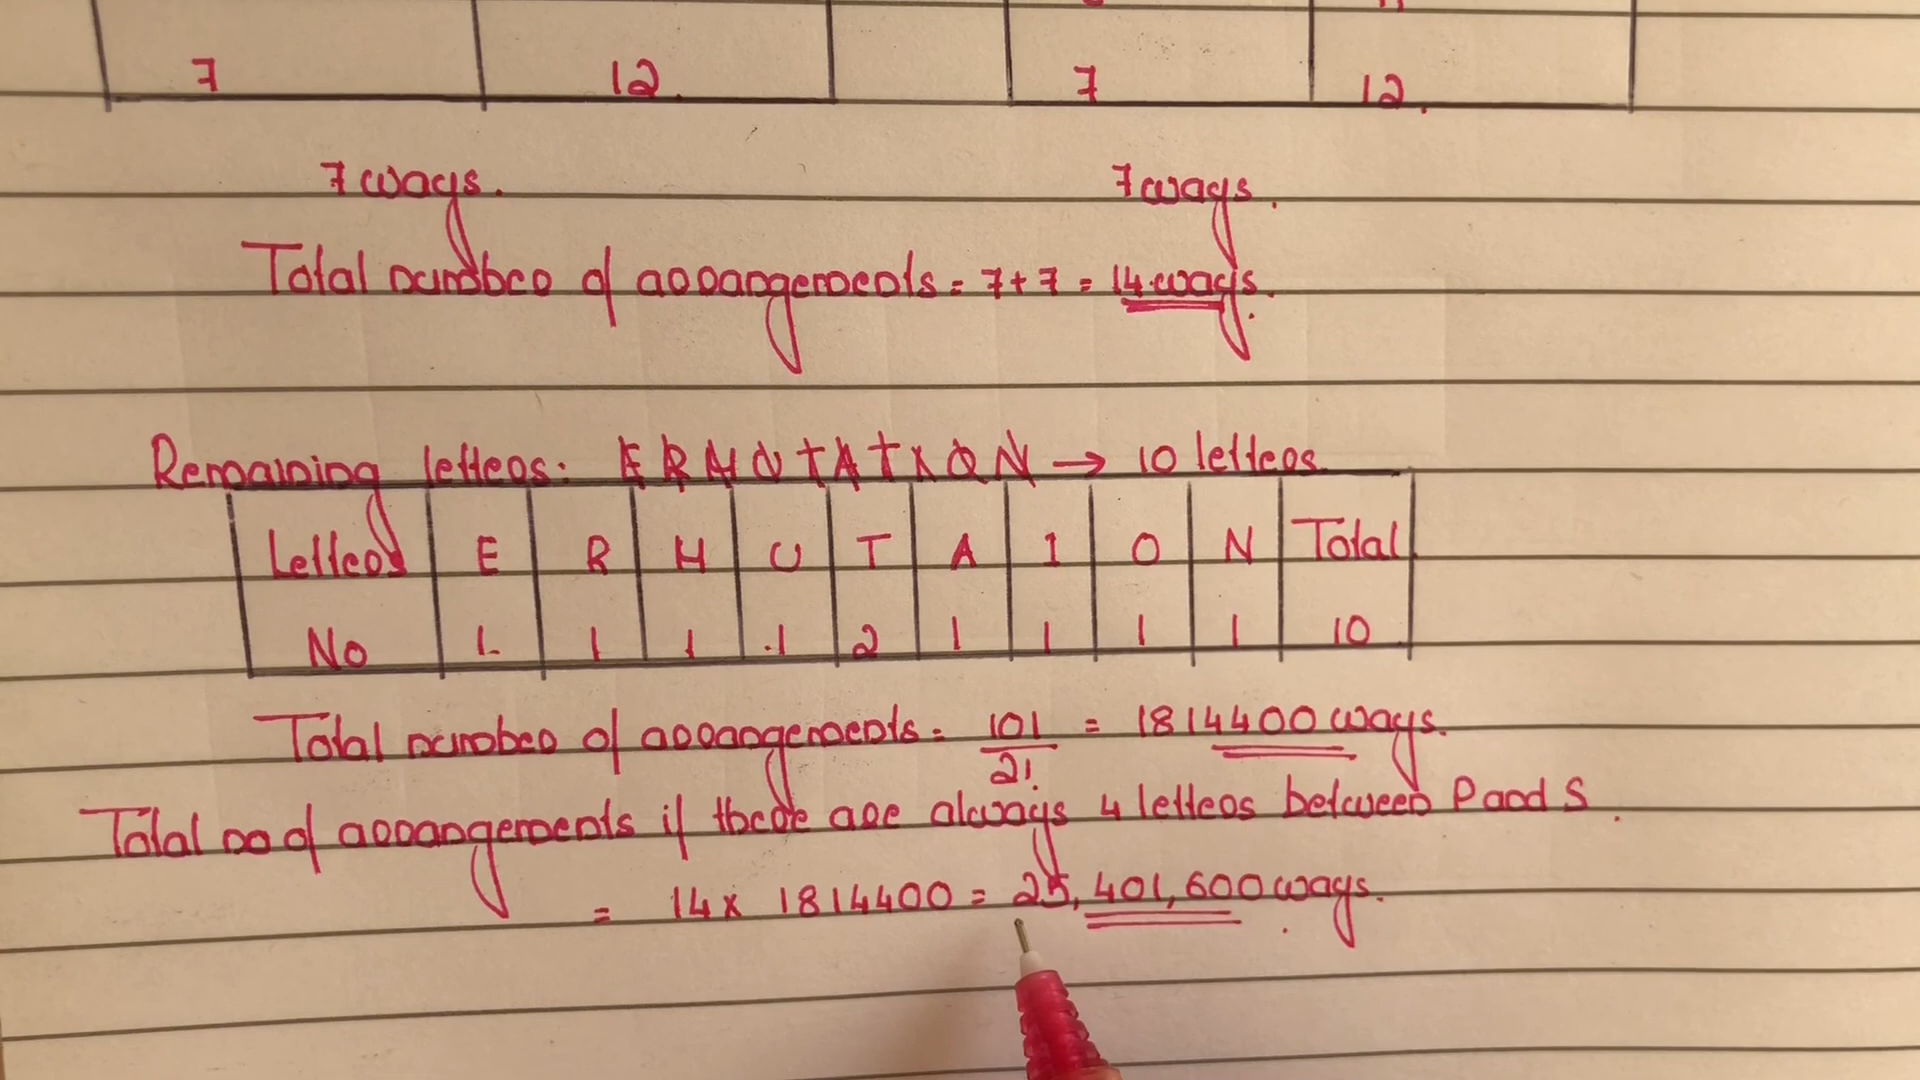 7 12. 7 12.
7 ways. 7 ways.
Total number of arrangements = 7+7 = 14 ways.
Remaining letters: E R M U T A T I O N → 10 letters
Letters E R M U T A I O N Total
No 1 1 1 1 2 1 1 1 1 10
Total number of arrangements = 10! / 2! = 1814400 ways.
Total no of arrangements if there are always 4 letters between P and S.
= 14 x 1814400 = 25,401,600 ways.